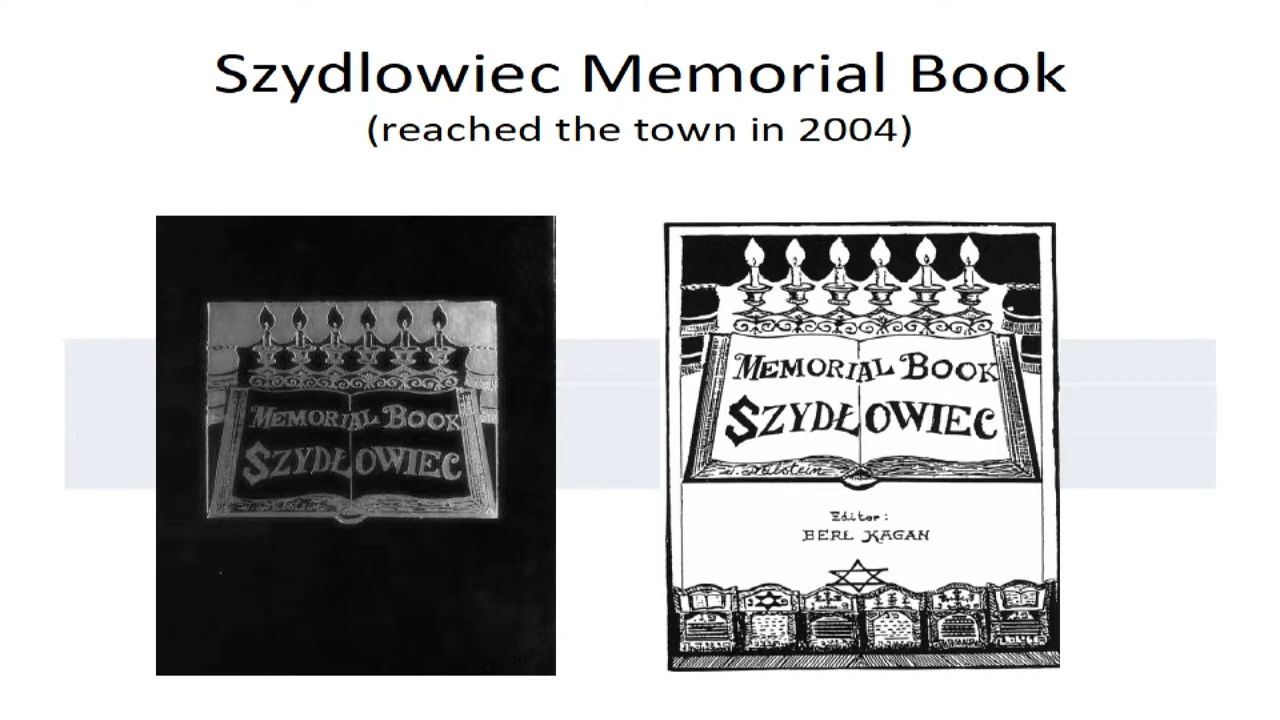 Szydlowiec Memorial Book
(reached the town in 2004)
MEMORIAL BOOK
SZYDŁOWIEC
MEMORIAL BOOK
SZYDŁOWIEC
Editor:
BERL KAGAN